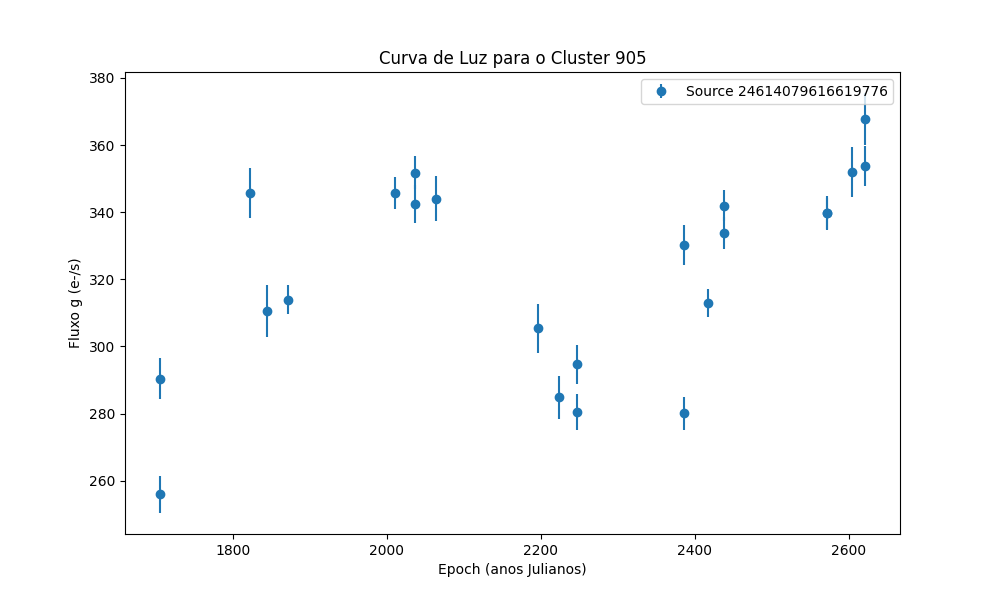 Curva de Luz para o Cluster 905
Source 24614079616619776
380
360
340
320
300
280
260
Fluxo g (e-/s)
1800 2000 2200 2400 2600
Epoch (anos Julianos)